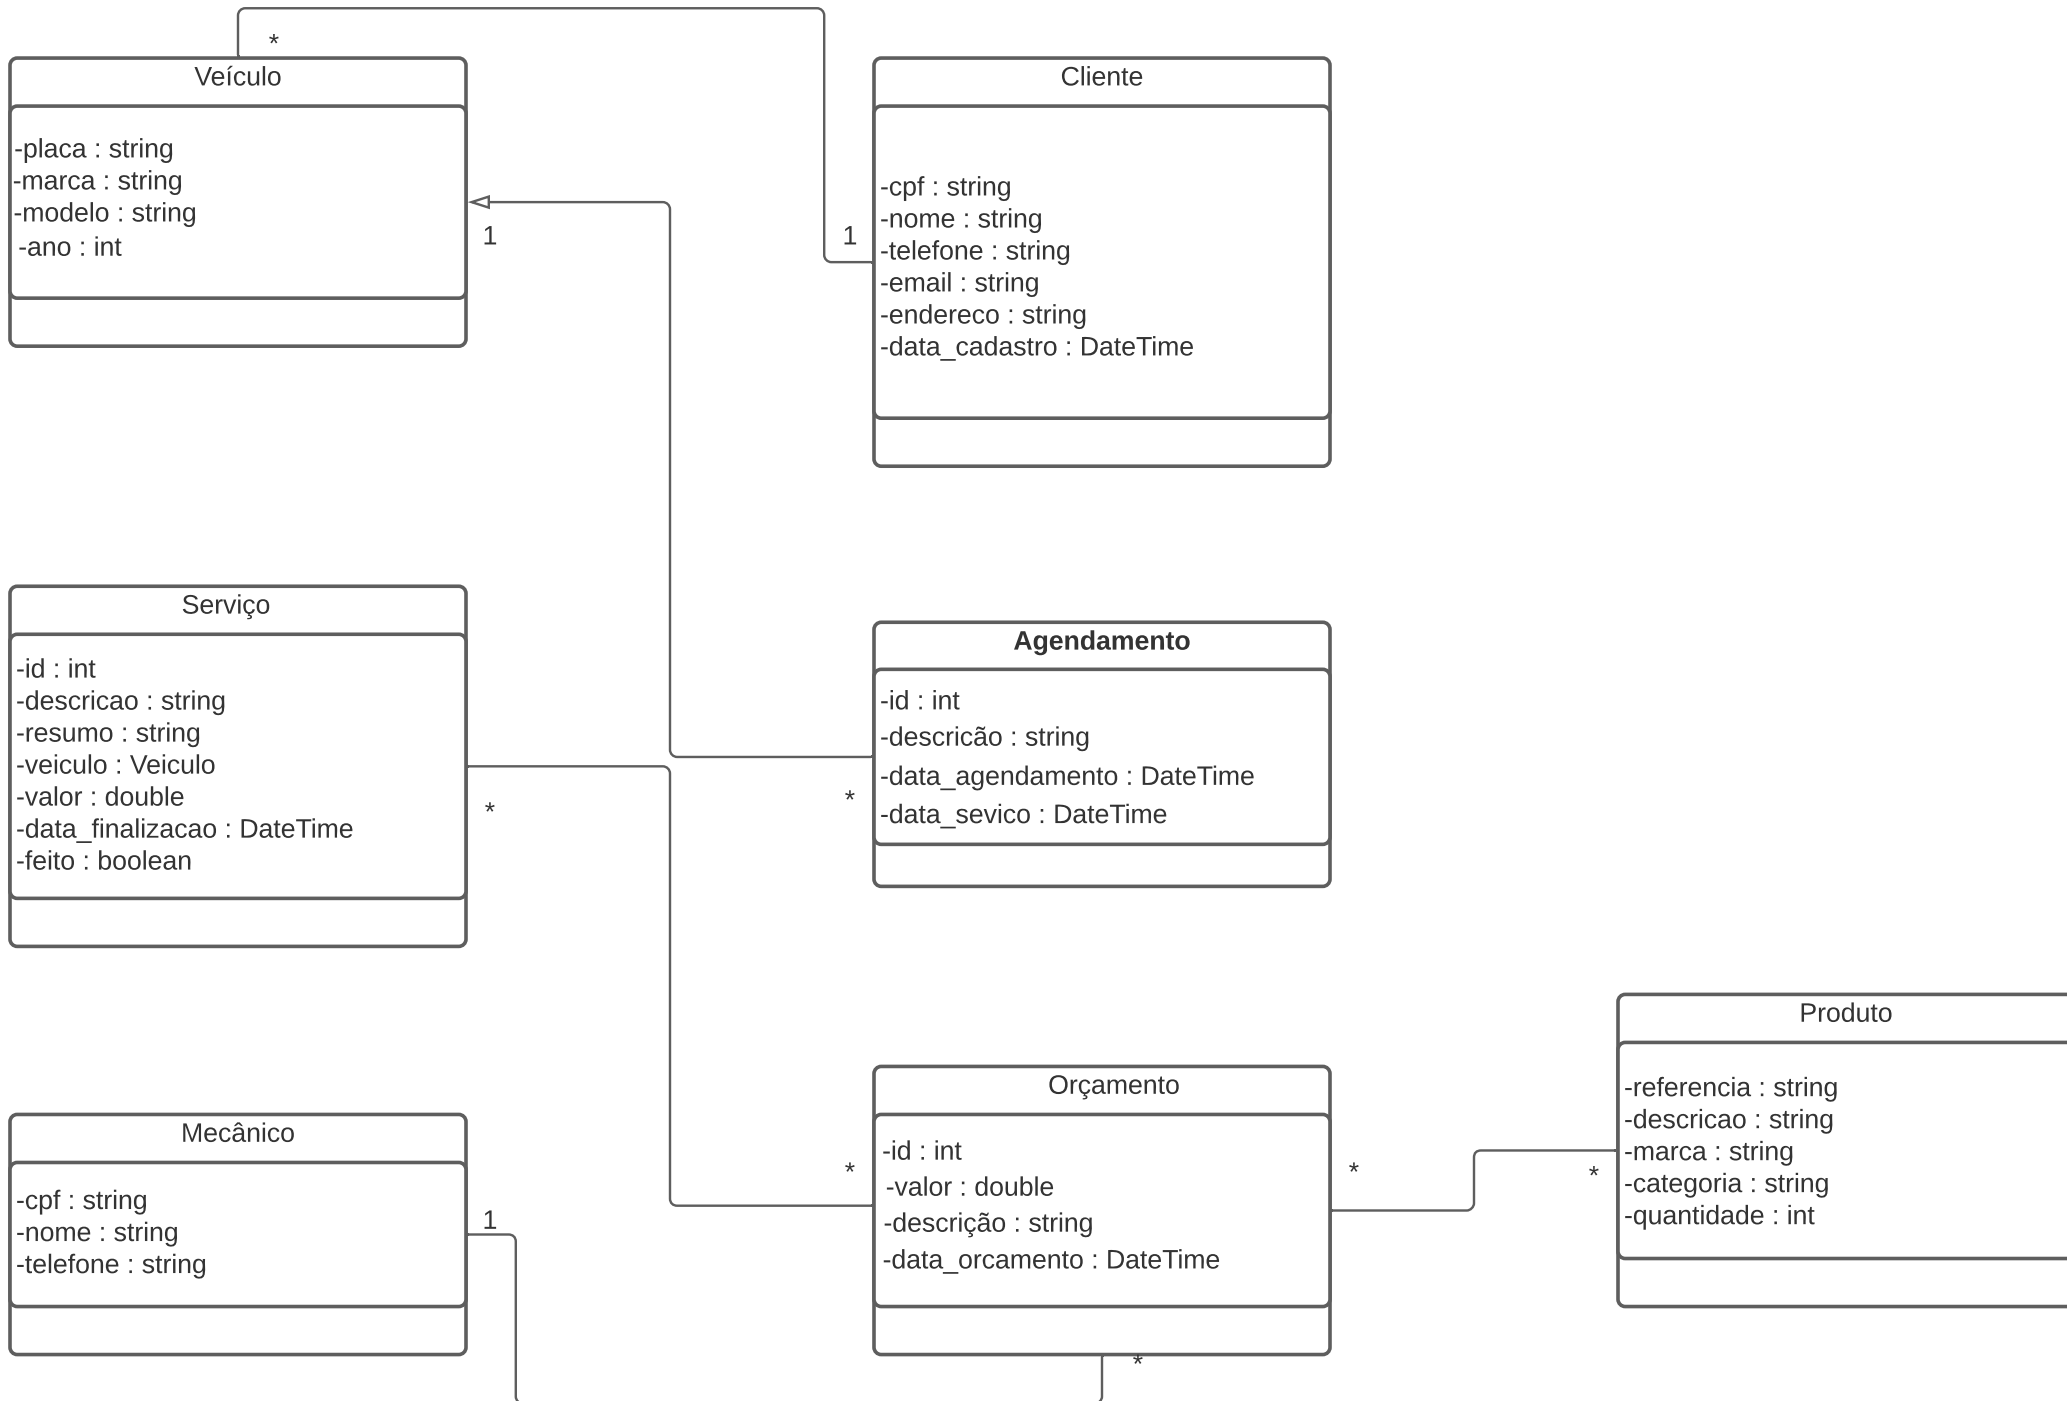 *
Veículo
-placa : string
-marca : string
-modelo : string
-ano : int
1
1
Cliente
-cpf : string
-nome : string
-telefone : string
-email : string
-endereco : string
-data_cadastro : DateTime
Serviço
-id : int
-descricao : string
-resumo : string
-veiculo : Veiculo
-valor : double
-data_finalizacao : DateTime
-feito : boolean
*
*
Agendamento
-id : int
-descricão : string
-data_agendamento : DateTime
-data_sevico : DateTime
Mecânico
-cpf : string
-nome : string
-telefone : string
1
*
Orçamento
-id : int
-valor : double
-descrição : string
-data_orcamento : DateTime
*
*
*
Produto
-referencia : string
-descricao : string
-marca : string
-categoria : string
-quantidade : int